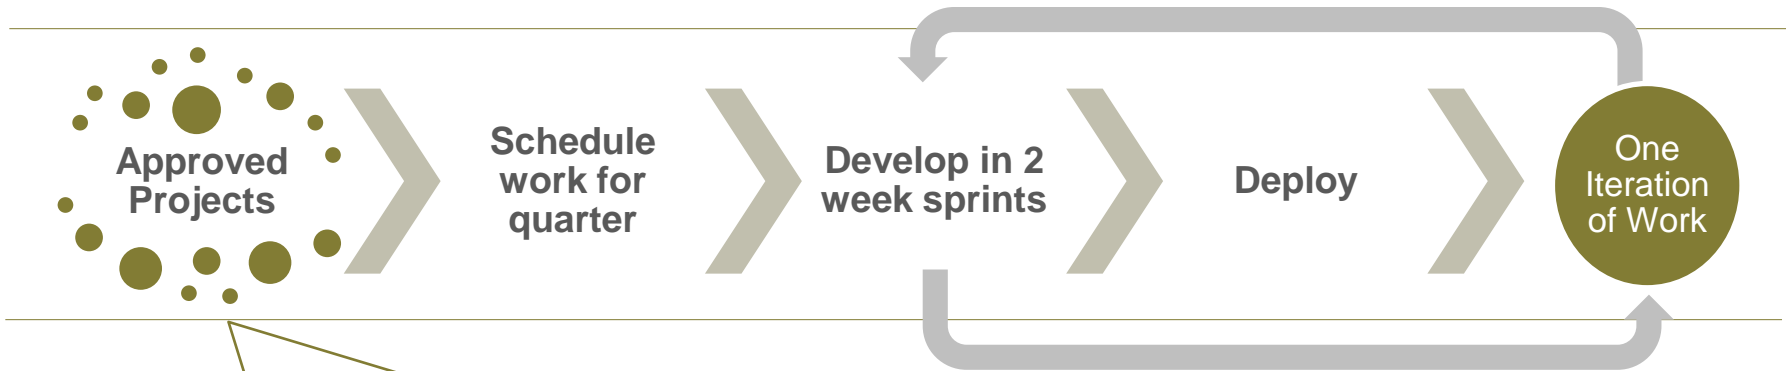 Approved
Projects
Schedule
work for
quarter
Develop in 2
week sprints
Deploy
One
Iteration
of Work